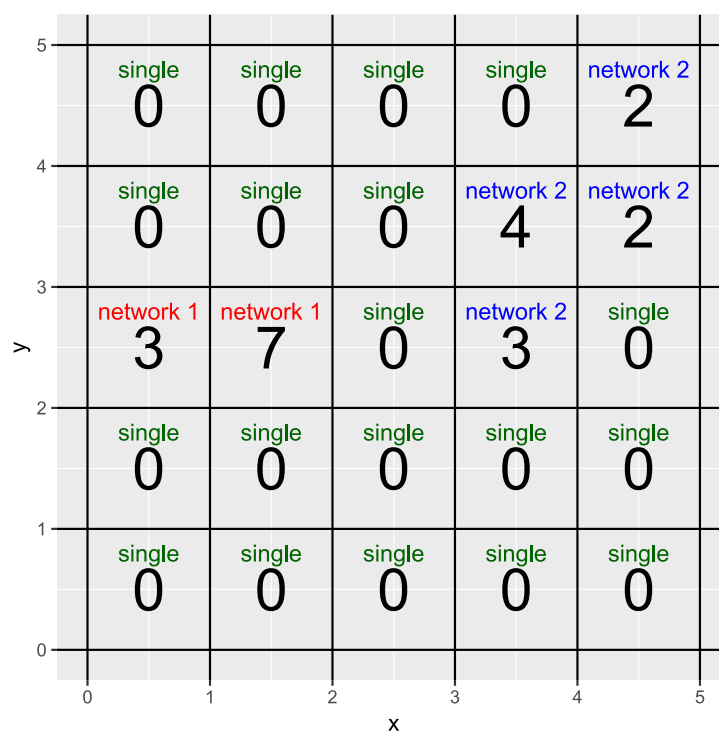 5
single single single single network 2
0 0 0 0 2
4
single single single network 2 network 2
0 0 0 4 2
3
network 1 network 1 single network 2 single
3 7 0 3 0
y
2
single single single single single
0 0 0 0 0
1
single single single single single
0 0 0 0 0
0
0 1 2 3 4 5
x